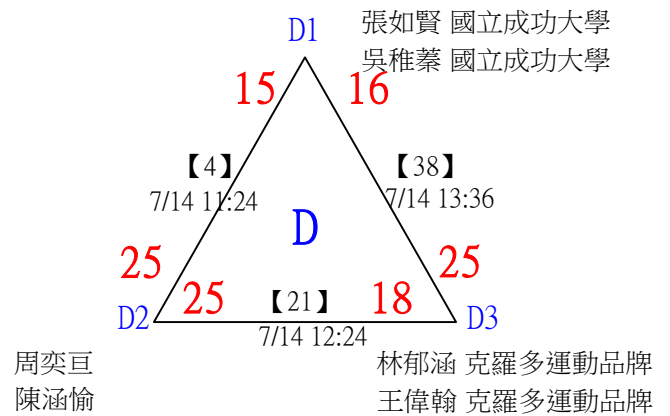 D1
張如賢 國立成功大學
吳稚蓁 國立成功大學
15
16
【4】
7/14 11:24
【38】
7/14 13:36
D
25
25
25
【21】
18
D2
7/14 12:24
D3
周奕亘
陳涵愉
林郁涵 克羅多運動品牌
王偉翰 克羅多運動品牌